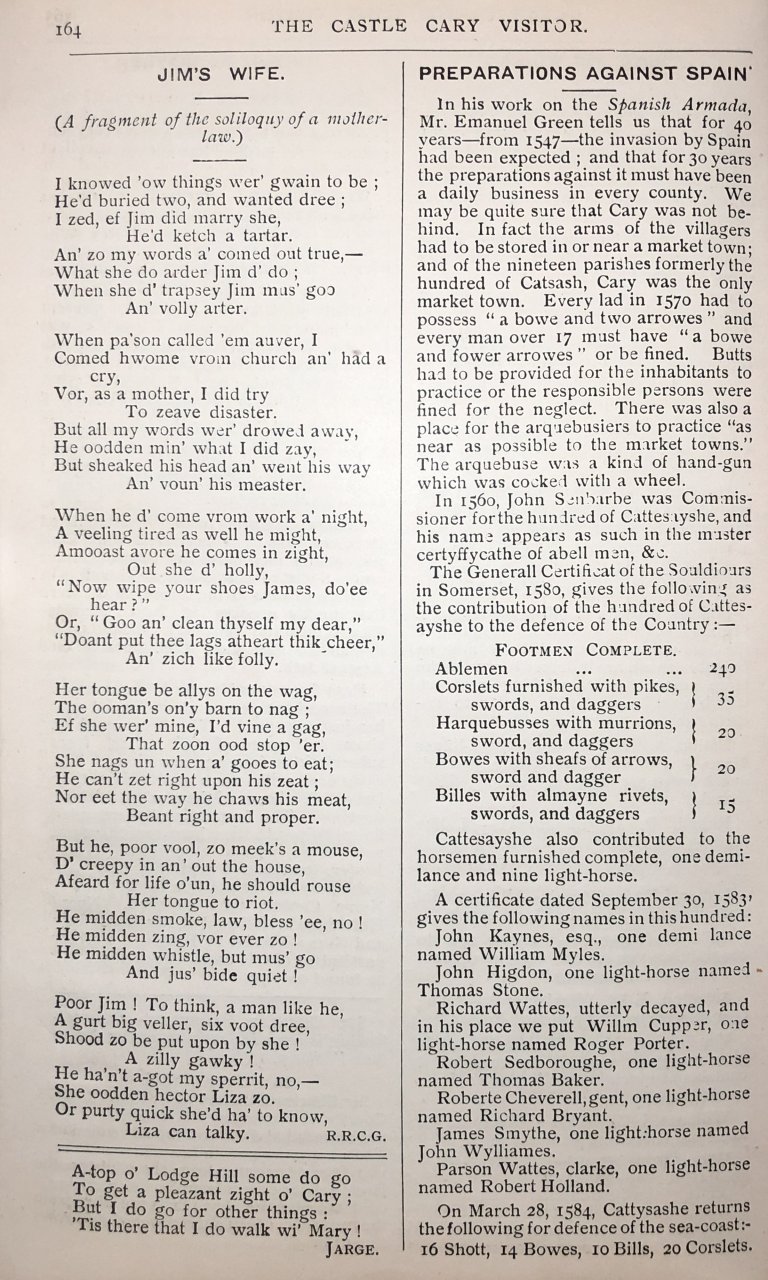 164
THE CASTLE CARY VISITOR.
JIM'S WIFE.
(A fragment of the soliloquy of a mother-
law.)
I knowed 'ow things wer' gwain to be ;
He'd buried two, and wanted dree ;
I zed, ef Jim did marry she,
He'd ketch a tartar.
An' zo my words a' comed out true,—
What she do arder Jim d' do ;
When she d' trapsey Jim mus' goo
An' volly arter.
When pa'son called 'em auver, I
Comed hwome vrom church an' had a
cry,
Vor, as a mother, I did try
To zeave disaster.
But all my words wer' drowed away,
He oodden min' what I did zay,
But sheaked his head an' went his way
An' voun' his measter.
When he d' come vrom work a' night,
A veeling tired as well he might,
Amooast avore he comes in zight,
Out she d' holly,
"Now wipe your shoes James, do'ee
hear ?"
Or, "Goo an' clean thyself my dear,"
"Doant put thee lags atheart thik cheer,"
An' zich like folly.
Her tongue be allys on the wag,
The ooman's on'y barn to nag ;
Ef she wer' mine, I'd vine a gag,
That zoon ood stop 'er.
She nags un when a' gooes to eat;
He can't zet right upon his zeat ;
Nor eet the way he chaws his meat,
Beant right and proper.
But he, poor vool, zo meek's a mouse,
D' creepy in an' out the house,
Afeard for life o'un, he should rouse
Her tongue to riot.
He midden smoke, law, bless 'ee, no !
He midden zing, vor ever zo !
He midden whistle, but mus' go
And jus' bide quiet !
Poor Jim ! To think, a man like he,
A gurt big veller, six voot dree,
Shood zo be put upon by she !
A zilly gawky !
He ha'n't a-got my sperrit, no,—
She oodden hector Liza zo.
Or purty quick she'd ha' to know,
Liza can talky.
R.R.C.G.
A-top o' Lodge Hill some do go
To get a pleazant zight o' Cary ;
But I do go for other things :
'Tis there that I do walk wi' Mary !
JARGE.
PREPARATIONS AGAINST SPAIN'
In his work on the Spanish Armada,
Mr. Emanuel Green tells us that for 40
years—from 1547—the invasion by Spain
had been expected ; and that for 30 years
the preparations against it must have been
a daily business in every county. We
may be quite sure that Cary was not be-
hind. In fact the arms of the villagers
had to be stored in or near a market town;
and of the nineteen parishes formerly the
hundred of Catsash, Cary was the only
market town. Every lad in 1570 had to
possess "a bowe and two arrowes" and
every man over 17 must have "a bowe
and fower arrowes" or be fined. Butts
had to be provided for the inhabitants to
practice or the responsible persons were
fined for the neglect. There was also a
place for the arquebusiers to practice "as
near as possible to the market towns."
The arquebuse was a kind of hand-gun
which was cocked with a wheel.
In 1560, John Senbarbe was Commis-
sioner for the hundred of Cattesayshe, and
his name appears as such in the muster
certyffycathe of abell men, &c.
The Generall Certificat of the Souldiours
in Somerset, 1580, gives the following as
the contribution of the hundred of Cattes-
ayshe to the defence of the Country :—
FOOTMEN COMPLETE.
Ablemen ... ... 240
Corslets furnished with pikes,
swords, and daggers } 35
Harquebusses with murrions,
sword, and daggers } 20
Bowes with sheafs of arrows,
sword and dagger } 20
Billes with almayne rivets,
swords, and daggers } 15
Cattesayshe also contributed to the
horsemen furnished complete, one demi-
lance and nine light-horse.
A certificate dated September 30, 1583,
gives the following names in this hundred:
John Kaynes, esq., one demi lance
named William Myles.
John Higdon, one light-horse named
Thomas Stone.
Richard Wattes, utterly decayed, and
in his place we put Willm Cupper, one
light-horse named Roger Porter.
Robert Sedboroughe, one light-horse
named Thomas Baker.
Roberte Cheverell, gent, one light-horse
named Richard Bryant.
James Smythe, one light-horse named
John Wylliames.
Parson Wattes, clarke, one light-horse
named Robert Holland.
On March 28, 1584, Cattysashe returns
the following for defence of the sea-coast:-
16 Shott, 14 Bowes, 10 Bills, 20 Corslets.